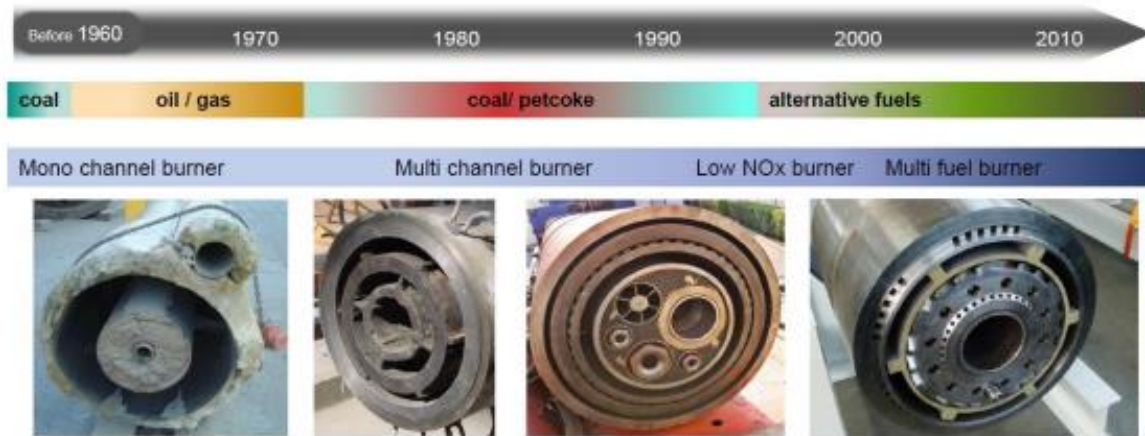 Before 1960 1970 1980 1990 2000 2010
coal oil / gas coal/ petcoke alternative fuels
Mono channel burner Multi channel burner Low NOx burner Multi fuel burner